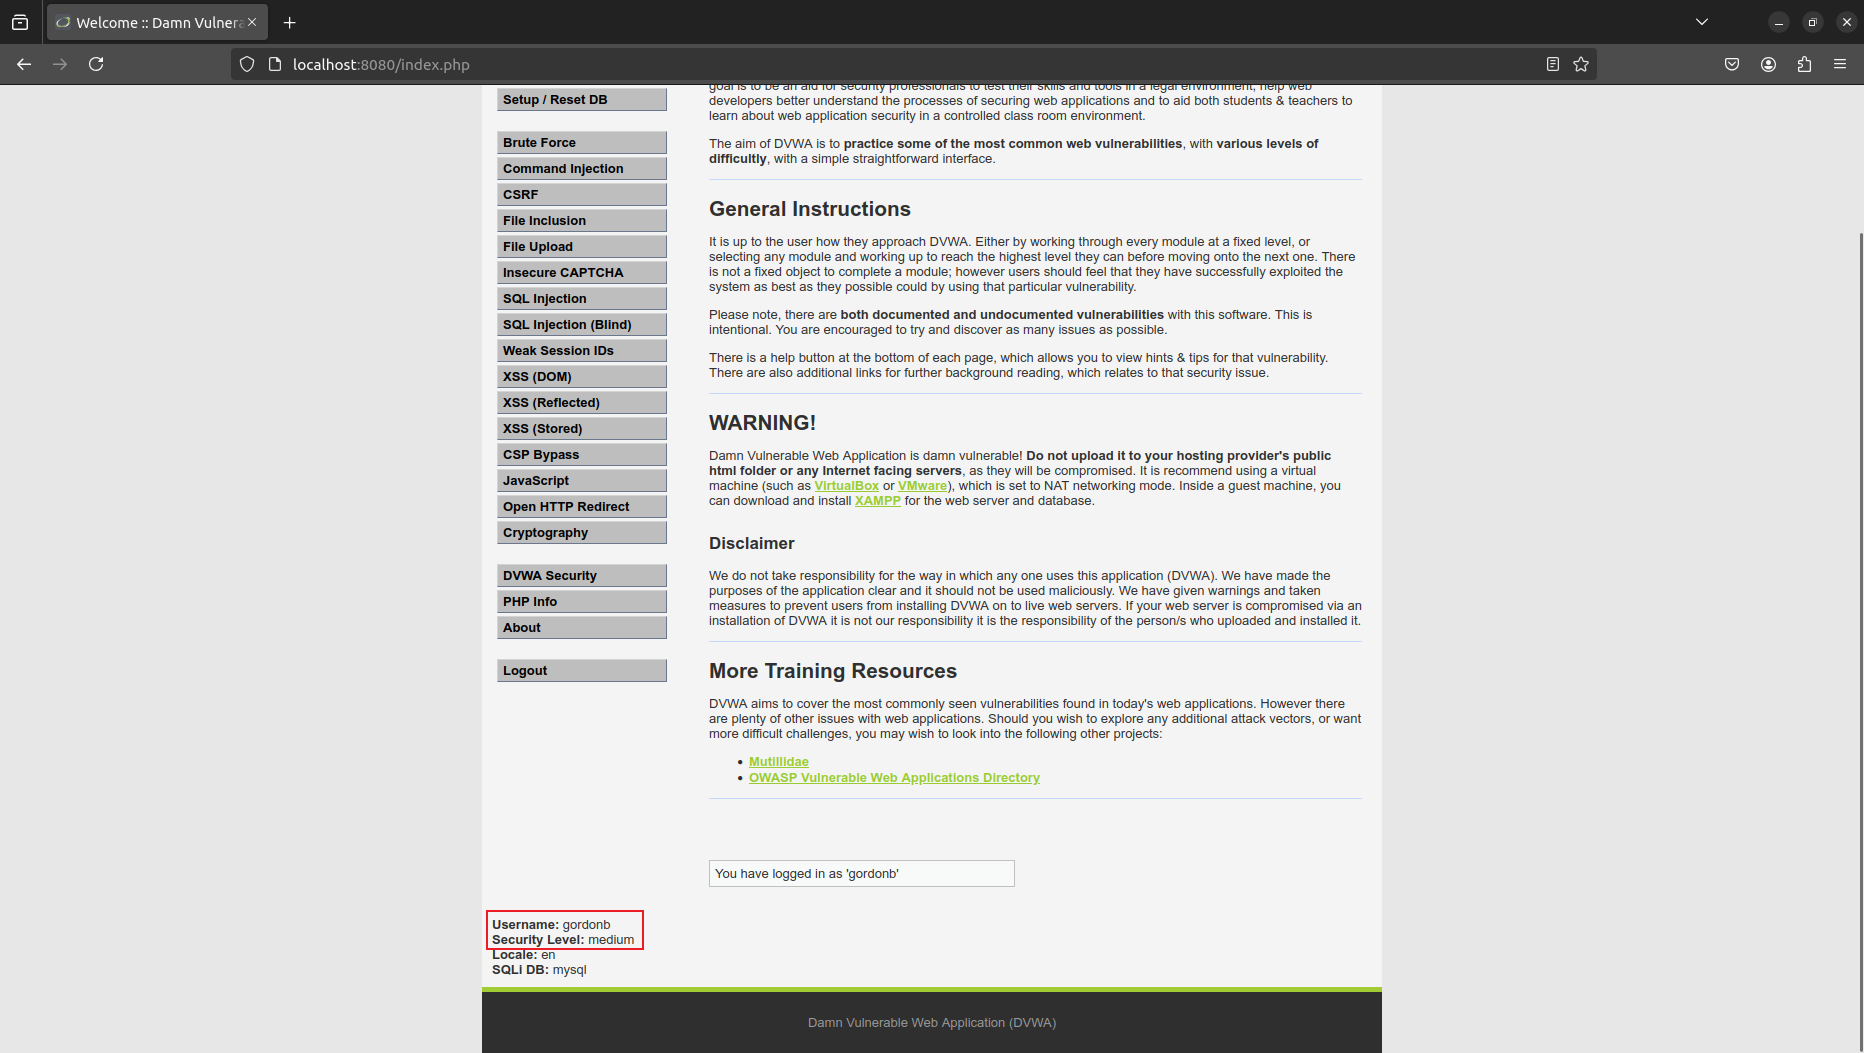 Welcome :: Damn Vulnera
localhost:8080/index.php
Setup / Reset DB
Brute Force
Command Injection
CSRF
File Inclusion
File Upload
Insecure CAPTCHA
SQL Injection
SQL Injection (Blind)
Weak Session IDs
XSS (DOM)
XSS (Reflected)
XSS (Stored)
CSP Bypass
JavaScript
Open HTTP Redirect
Cryptography
DVWA Security
PHP Info
About
Logout
goal is to be an aid for security professionals to test their skills and tools in a legal environment, help web
developers better understand the processes of securing web applications and to aid both students & teachers to
learn about web application security in a controlled class room environment.
The aim of DVWA is to practice some of the most common web vulnerabilities, with various levels of
difficultly, with a simple straightforward interface.
General Instructions
It is up to the user how they approach DVWA. Either by working through every module at a fixed level, or
selecting any module and working up to reach the highest level they can before moving onto the next one. There
is not a fixed object to complete a module; however users should feel that they have successfully exploited the
system as best as they possible could by using that particular vulnerability.
Please note, there are both documented and undocumented vulnerabilities with this software. This is
intentional. You are encouraged to try and discover as many issues as possible.
There is a help button at the bottom of each page, which allows you to view hints & tips for that vulnerability.
There are also additional links for further background reading, which relates to that security issue.
WARNING!
Damn Vulnerable Web Application is damn vulnerable! Do not upload it to your hosting provider's public
html folder or any Internet facing servers, as they will be compromised. It is recommend using a virtual
machine (such as VirtualBox or VMware), which is set to NAT networking mode. Inside a guest machine, you
can download and install XAMPP for the web server and database.
Disclaimer
We do not take responsibility for the way in which any one uses this application (DVWA). We have made the
purposes of the application clear and it should not be used maliciously. We have given warnings and taken
measures to prevent users from installing DVWA on to live web servers. If your web server is compromised via an
installation of DVWA it is not our responsibility it is the responsibility of the person/s who uploaded and installed it.
More Training Resources
DVWA aims to cover the most commonly seen vulnerabilities found in today's web applications. However there
are plenty of other issues with web applications. Should you wish to explore any additional attack vectors, or want
more difficult challenges, you may wish to look into the following other projects:
• Mutillidae
• OWASP Vulnerable Web Applications Directory
You have logged in as 'gordonb'
Username: gordonb
Security Level: medium
Locale: en
SQLi DB: mysql
Damn Vulnerable Web Application (DVWA)